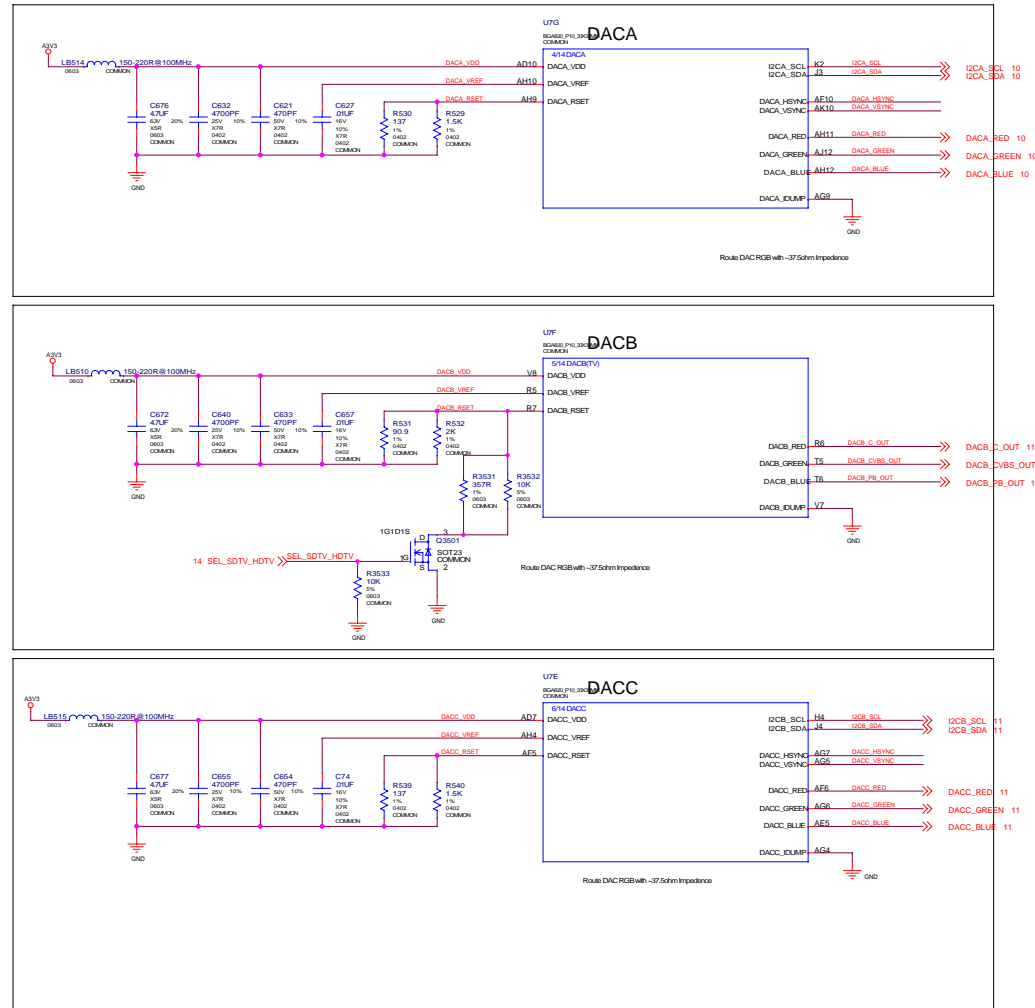 U7G
BGA820_P10_33X33MM
COMMON
DACA
A3V3
LB514
150-220R@100MHz
0603
COMMON
4/14 DACA
DACA_VDD
AD10
DACA_VDD
DACA_VREF
AH10
DACA_VREF
DACA_RSET
AH9
DACA_RSET
I2CA_SCL
K2
I2CA_SCL
I2CA_SCL 10
I2CA_SDA
J3
I2CA_SDA
I2CA_SDA 10
DACA_HSYNC
AF10
DACA_HSYNC
DACA_VSYNC
AK10
DACA_VSYNC
DACA_RED
AH11
DACA_RED
DACA_RED 10
DACA_GREEN
AJ12
DACA_GREEN
DACA_GREEN 10
DACA_BLUE
AH12
DACA_BLUE
DACA_BLUE 10
DACA_IDUMP
AG9
GND
C676
4.7UF
6.3V 20%
X5R
0603
COMMON
C632
4700PF
25V 10%
X7R
0402
COMMON
C621
470PF
50V 10%
X7R
0402
COMMON
C627
.01UF
16V
10%
X7R
0402
COMMON
R530
137
1%
0402
COMMON
R529
1.5K
1%
0402
COMMON
GND
Route DAC RGB with ~37.5ohm Impedence
U7F
BGA820_P10_33X33MM
COMMON
DACB
A3V3
LB510
150-220R@100MHz
0603
COMMON
5/14 DACB(TV)
DACB_VDD
V8
DACB_VDD
DACB_VREF
R5
DACB_VREF
DACB_RSET
R7
DACB_RSET
DACB_RED
R6
DACB_C_OUT
DACB_C_OUT 11
DACB_GREEN
T5
DACB_CVBS_OUT
DACB_CVBS_OUT
DACB_BLUE
T6
DACB_PB_OUT
DACB_PB_OUT 1
DACB_IDUMP
V7
GND
C672
4.7UF
6.3V 20%
X5R
0603
COMMON
C640
4700PF
25V 10%
X7R
0402
COMMON
C633
470PF
50V 10%
X7R
0402
COMMON
C657
.01UF
16V
10%
X7R
0402
COMMON
R531
90.9
1%
0402
COMMON
R532
2K
1%
0402
COMMON
GND
R3531
357R
1%
0603
COMMON
R3532
10K
5%
0603
COMMON
1G1D1S
D
3
Q3501
1G
SOT23
COMMON
S
2
14 SEL_SDTV_HDTV
SEL_SDTV_HDTV
R3533
10K
5%
0603
COMMON
GND
GND
Route DAC RGB with ~37.5ohm Impedence
U7E
BGA820_P10_33X33MM
COMMON
DACC
A3V3
LB515
150-220R@100MHz
0603
COMMON
6/14 DACC
DACC_VDD
AD7
DACC_VDD
DACC_VREF
AH4
DACC_VREF
DACC_RSET
AF5
DACC_RSET
I2CB_SCL
H4
I2CB_SCL
I2CB_SCL 11
I2CB_SDA
J4
I2CB_SDA
I2CB_SDA 11
DACC_HSYNC
AG7
DACC_HSYNC
DACC_VSYNC
AG5
DACC_VSYNC
DACC_RED
AF6
DACC_RED
DACC_RED 11
DACC_GREEN
AG6
DACC_GREEN
DACC_GREEN 11
DACC_BLUE
AE5
DACC_BLUE
DACC_BLUE 11
DACC_IDUMP
AG4
GND
C677
4.7UF
6.3V 20%
X5R
0603
COMMON
C655
4700PF
25V 10%
X7R
0402
COMMON
C654
470PF
50V 10%
X7R
0402
COMMON
C74
.01UF
16V
10%
X7R
0402
COMMON
R539
137
1%
0402
COMMON
R540
1.5K
1%
0402
COMMON
GND
Route DAC RGB with ~37.5ohm Impedence